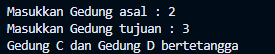 Masukkan Gedung asal : 2
Masukkan Gedung tujuan : 3
Gedung C dan Gedung D bertetangga